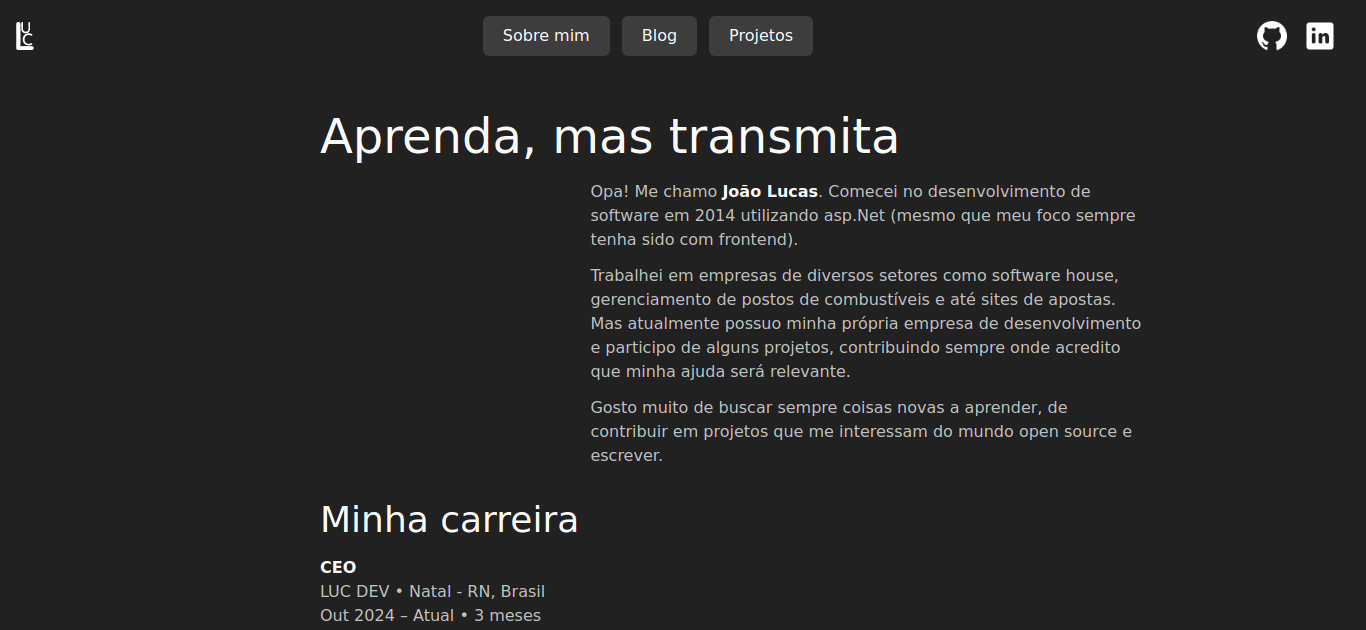 LUC
Sobre mim
Blog
Projetos
in
Aprenda, mas transmita
Opa! Me chamo João Lucas. Comecei no desenvolvimento de
software em 2014 utilizando asp.Net (mesmo que meu foco sempre
tenha sido com frontend).
Trabalhei em empresas de diversos setores como software house,
gerenciamento de postos de combustíveis e até sites de apostas.
Mas atualmente possuo minha própria empresa de desenvolvimento
e participo de alguns projetos, contribuindo sempre onde acredito
que minha ajuda será relevante.
Gosto muito de buscar sempre coisas novas a aprender, de
contribuir em projetos que me interessam do mundo open source e
escrever.
Minha carreira
CEO
LUC DEV • Natal - RN, Brasil
Out 2024 – Atual • 3 meses